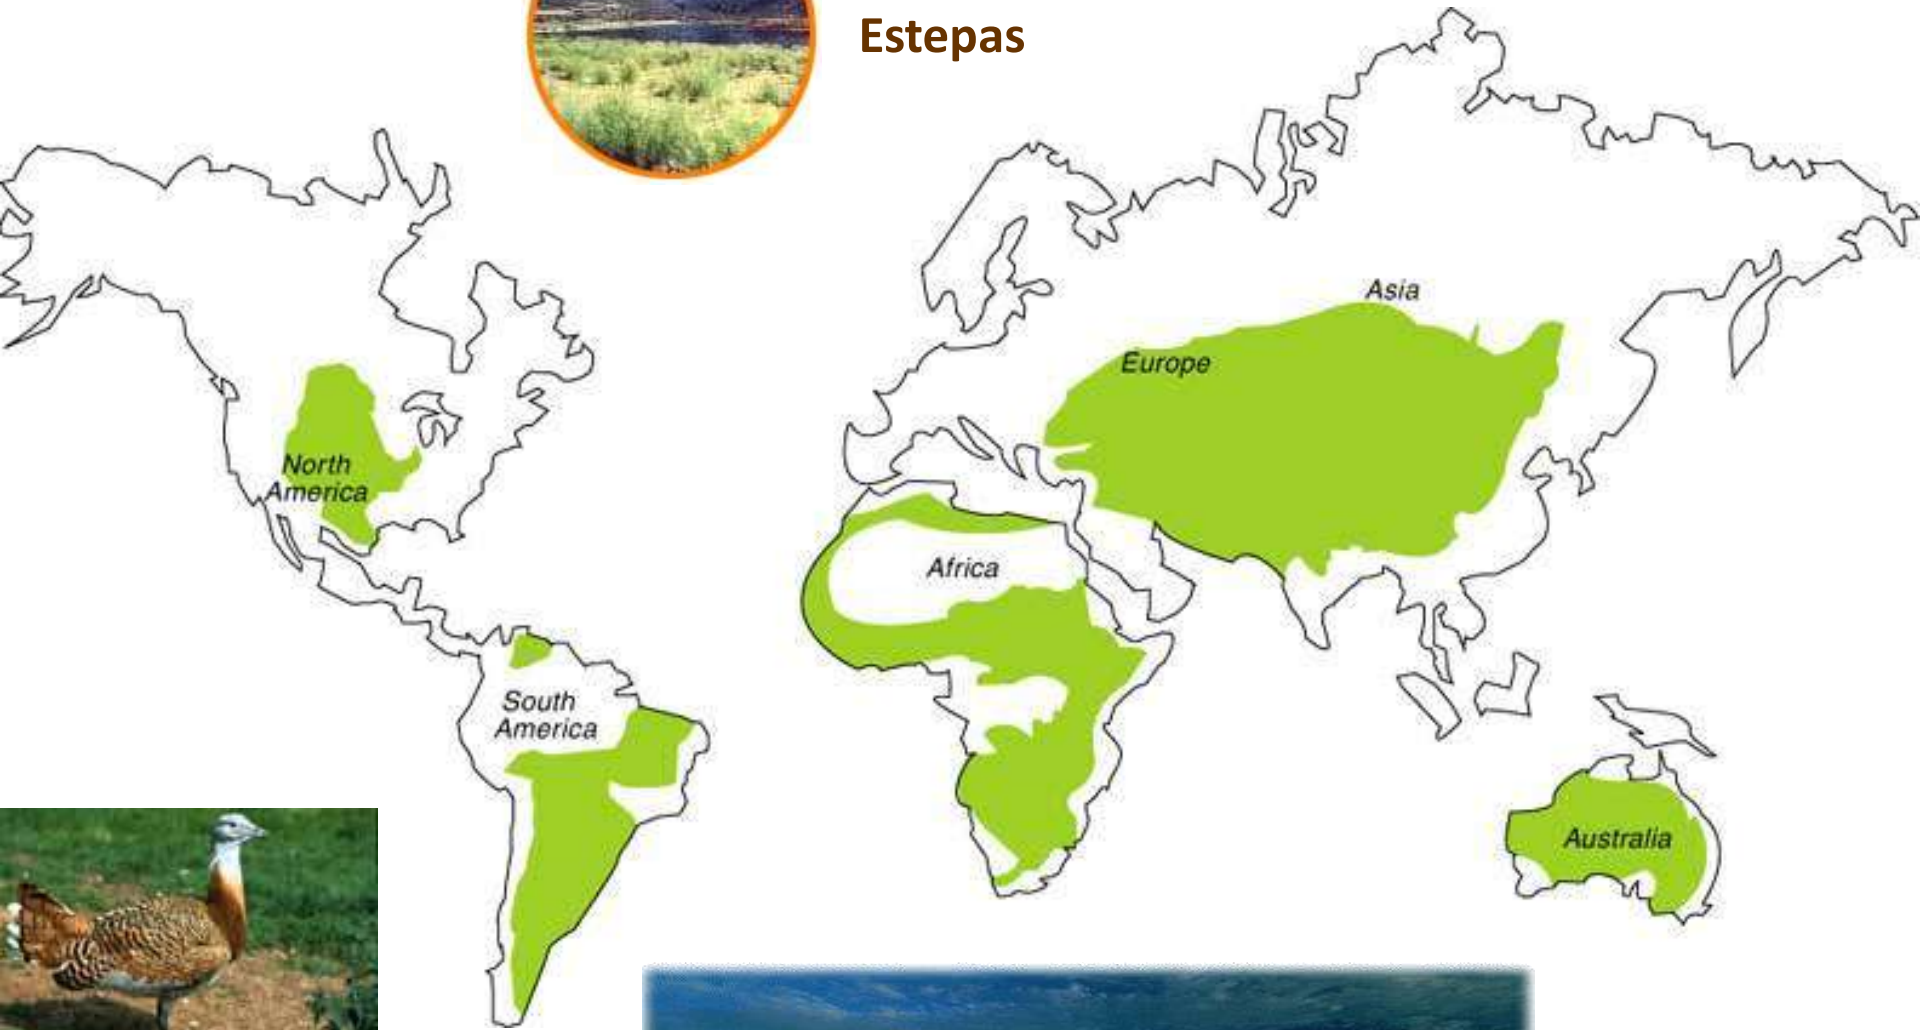 Estepas
Asia
Europe
North
America
Africa
South
America
Australia